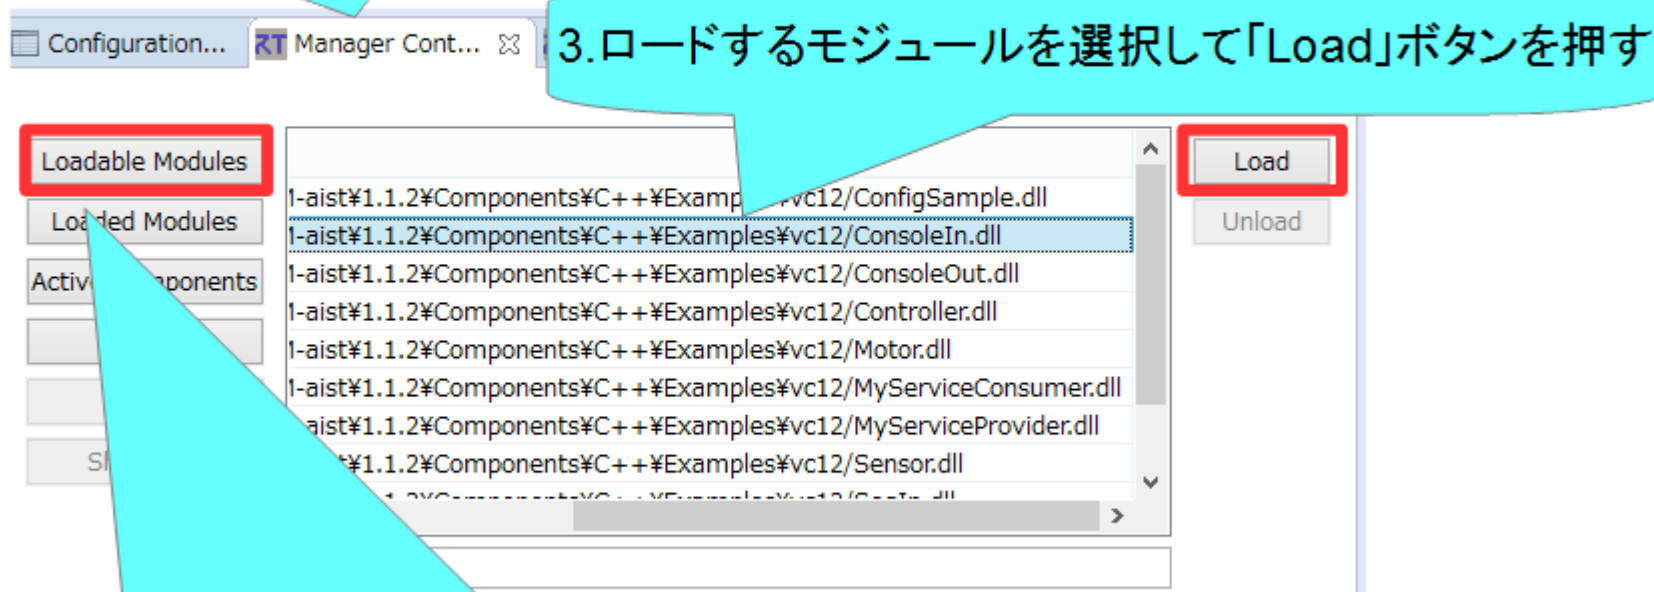 Configuration...
RT Manager Cont...
3.ロードするモジュールを選択して「Load」ボタンを押す
Loadable Modules
Load
1-aist¥1.1.2¥Components¥C++¥Examp vc12/ConfigSample.dll
Loaded Modules
Unload
1-aist¥1.1.2¥Components¥C++¥Examples¥vc12/ConsoleIn.dll
Active ponents
1-aist¥1.1.2¥Components¥C++¥Examples¥vc12/ConsoleOut.dll
1-aist¥1.1.2¥Components¥C++¥Examples¥vc12/Controller.dll
1-aist¥1.1.2¥Components¥C++¥Examples¥vc12/Motor.dll
1-aist¥1.1.2¥Components¥C++¥Examples¥vc12/MyServiceConsumer.dll
aist¥1.1.2¥Components¥C++¥Examples¥vc12/MyServiceProvider.dll
¥1.1.2¥Components¥C++¥Examples¥vc12/Sensor.dll